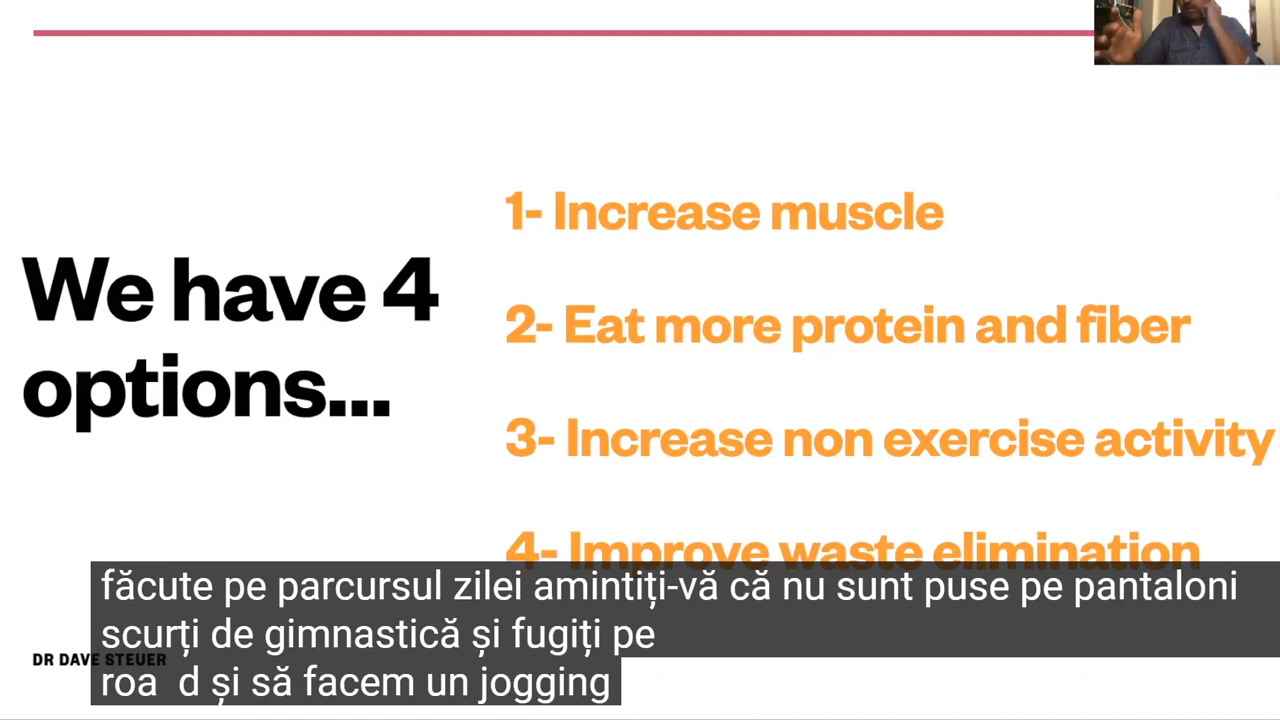 We have 4
options...
1- Increase muscle
2- Eat more protein and fiber
3- Increase non exercise activity
4- Improve waste elimination
făcute pe parcursul zilei amintiți-vă că nu sunt puse pe pantaloni
scurți de gimnastică și fugiți pe
roa  d și să facem un jogging
DR DAVE STEUER